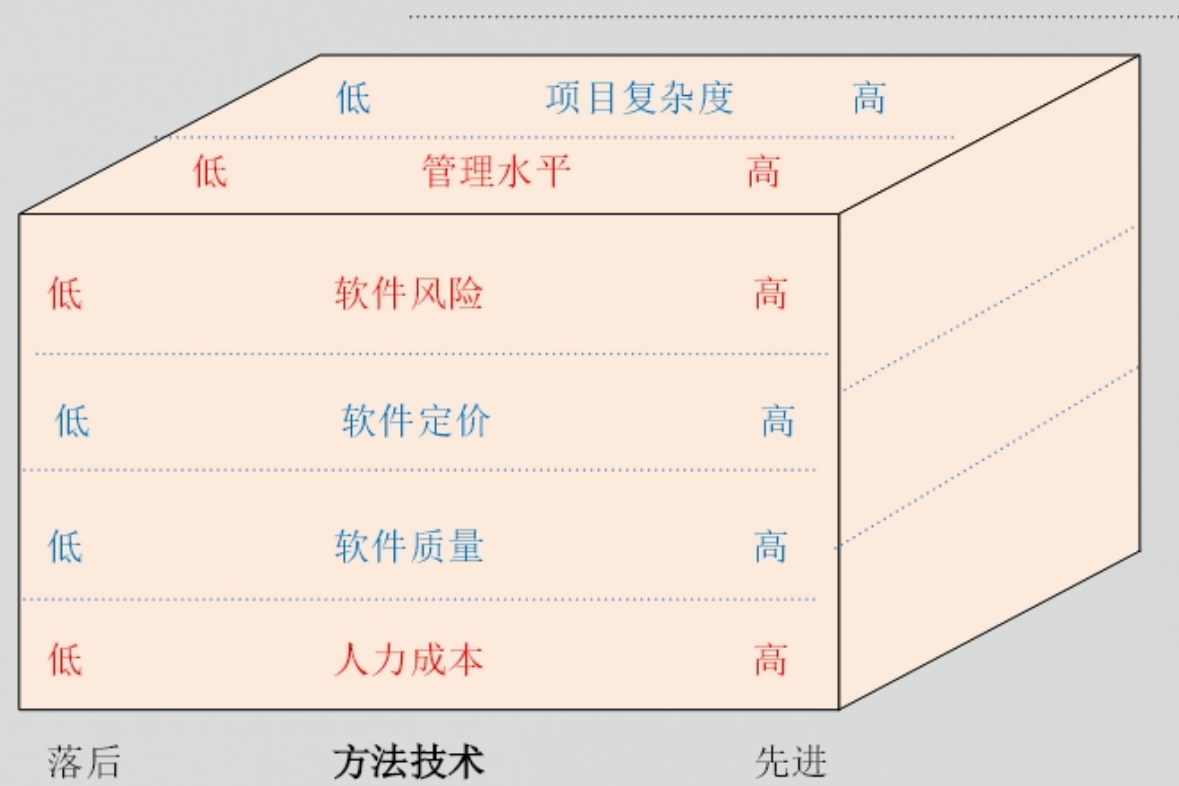 低 项目复杂度 高
低 管理水平 高
低 软件风险 高
低 软件定价 高
低 软件质量 高
低 人力成本 高
落后 方法技术 先进